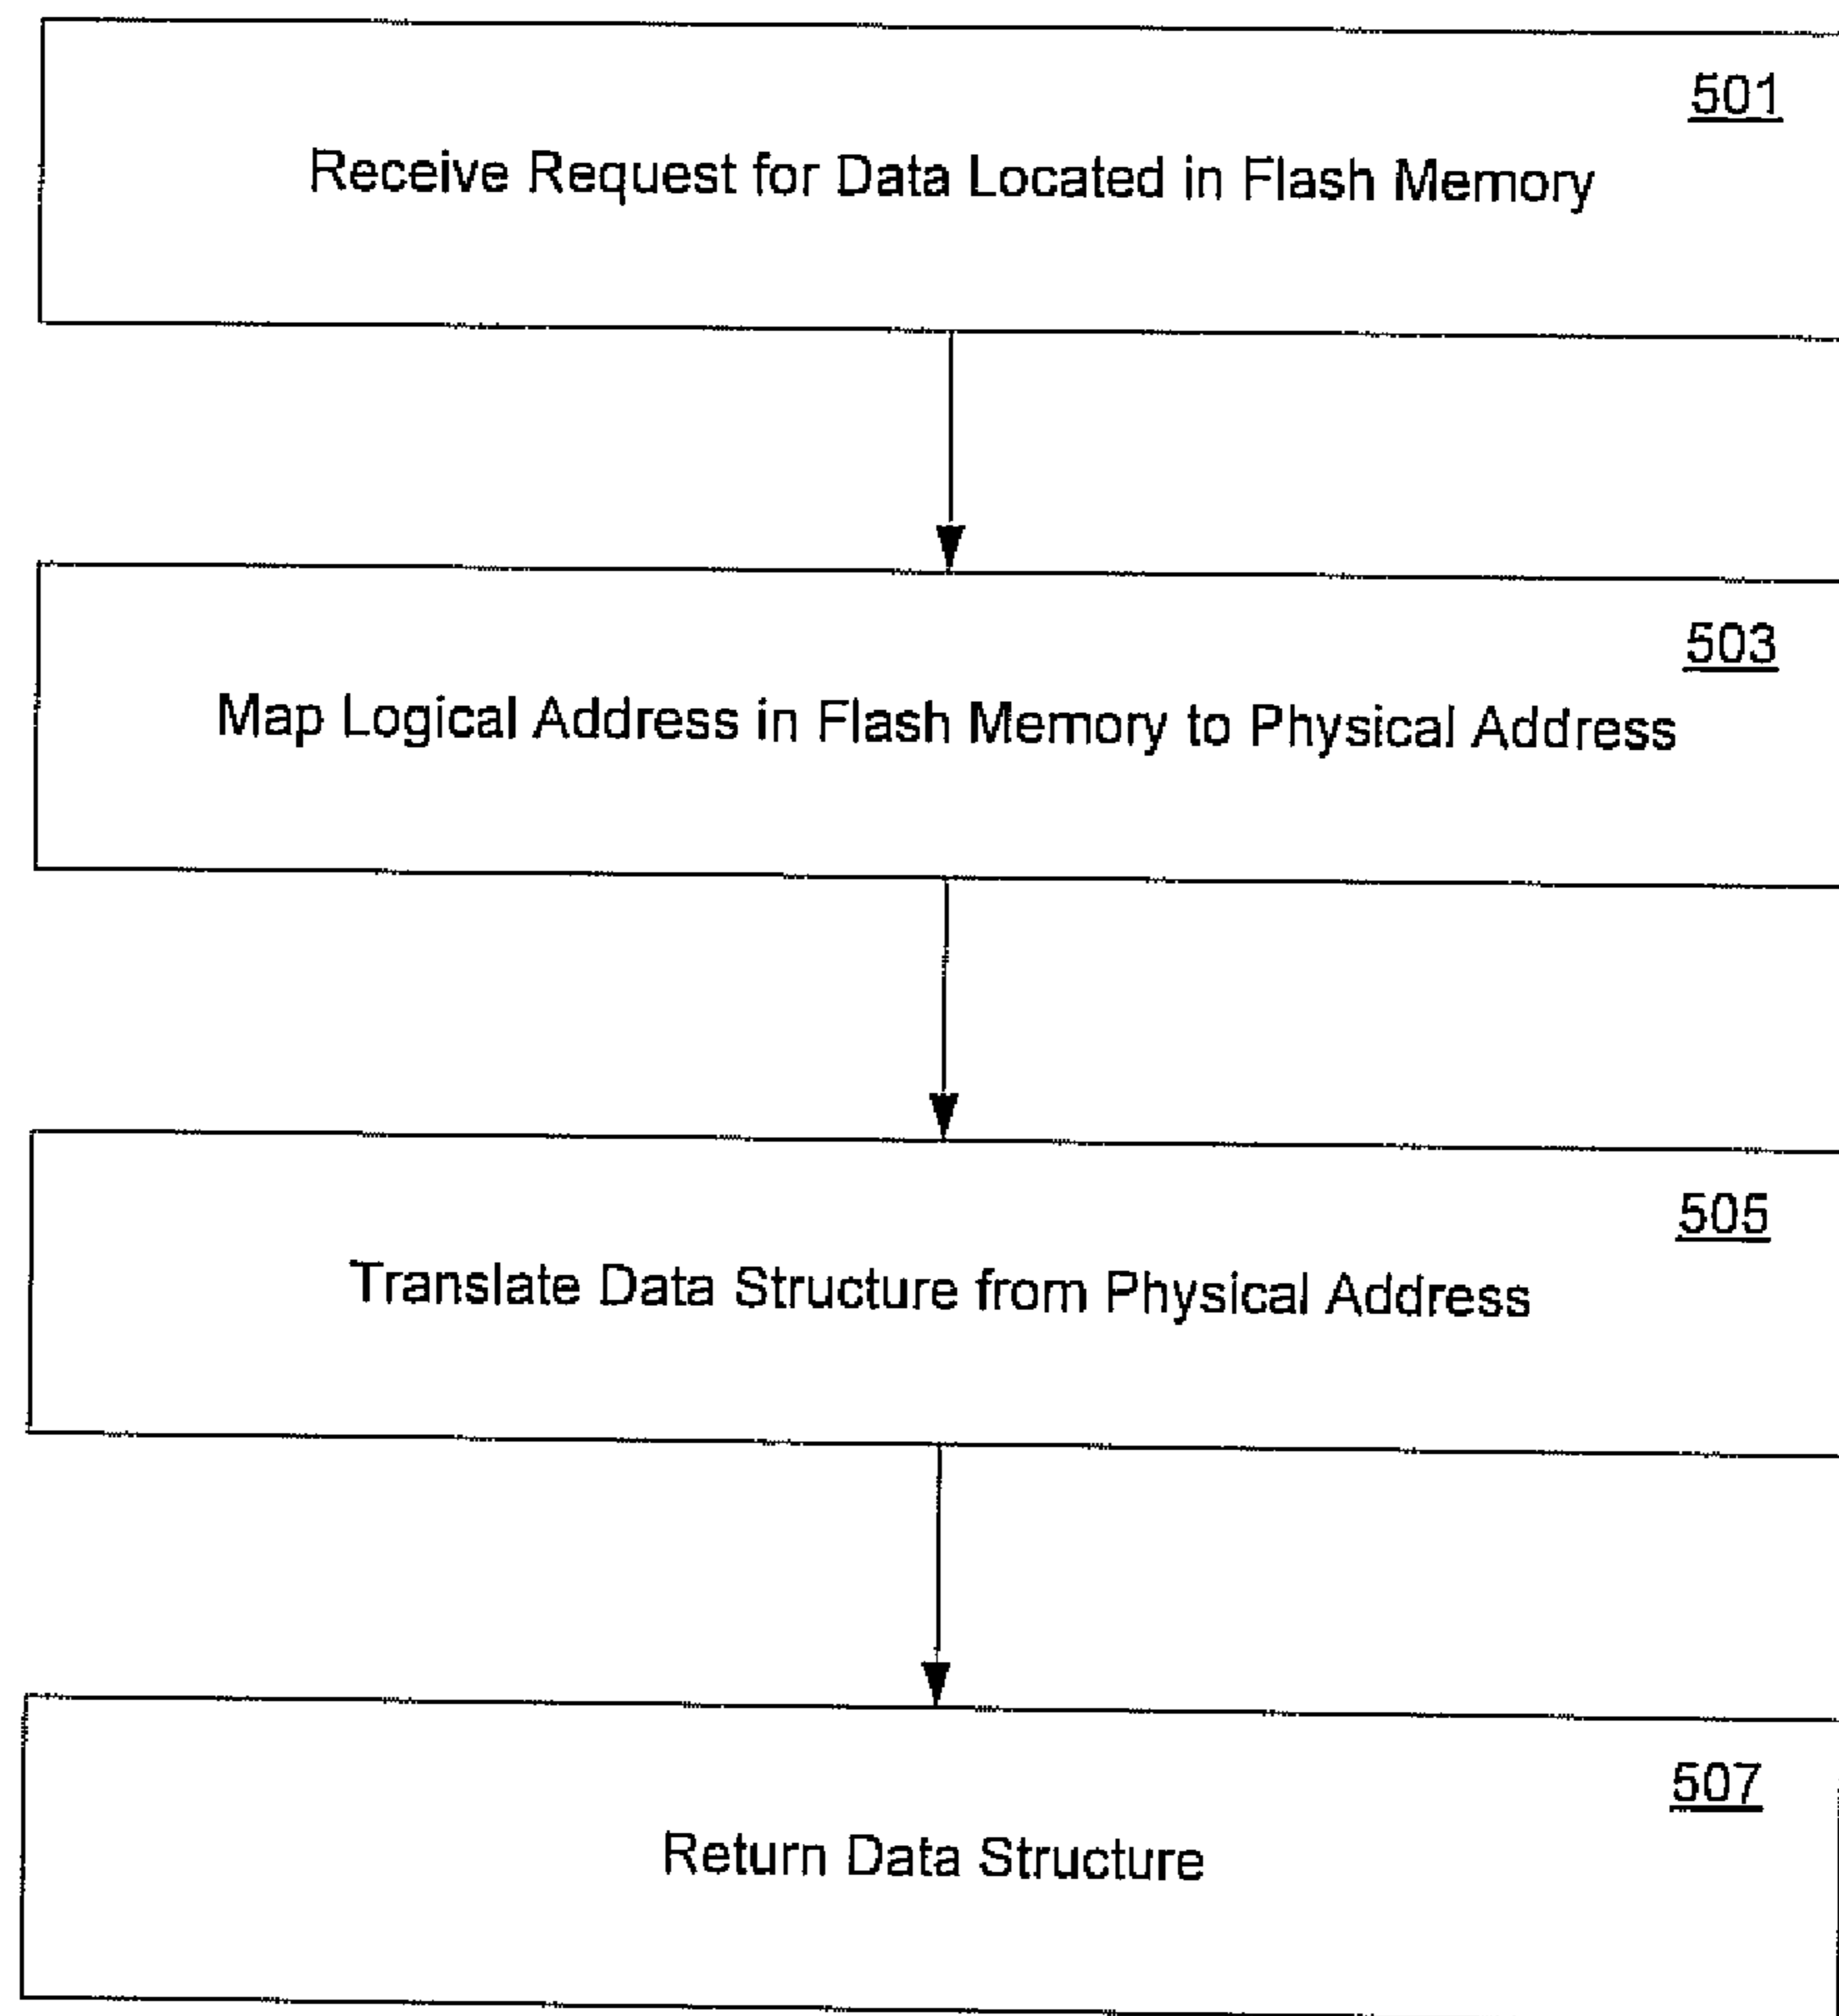 501
Receive Request for Data Located in Flash Memory
503
Map Logical Address in Flash Memory to Physical Address
505
Translate Data Structure from Physical Address
507
Return Data Structure